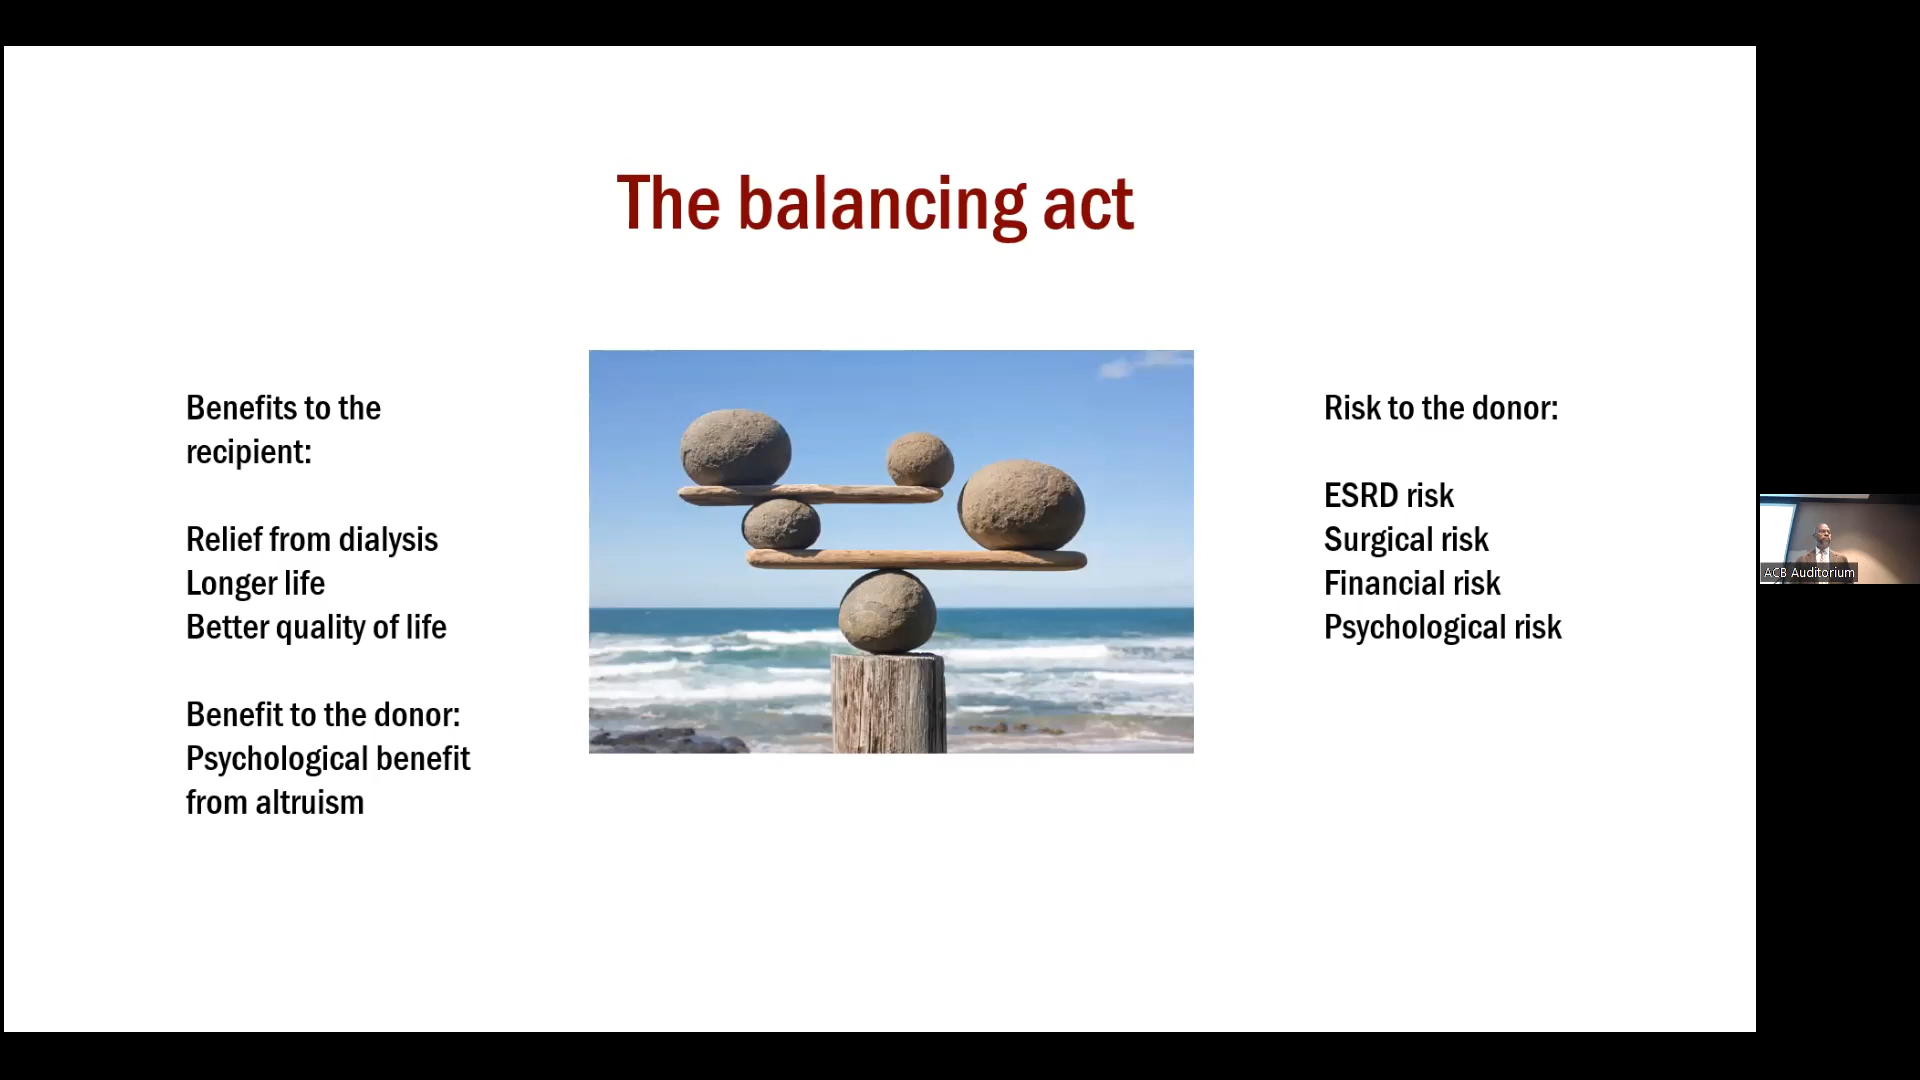 The balancing act
Benefits to the
recipient:
Relief from dialysis
Longer life
Better quality of life
Benefit to the donor:
Psychological benefit
from altruism
Risk to the donor:
ESRD risk
Surgical risk
Financial risk
Psychological risk
ACB Auditorium